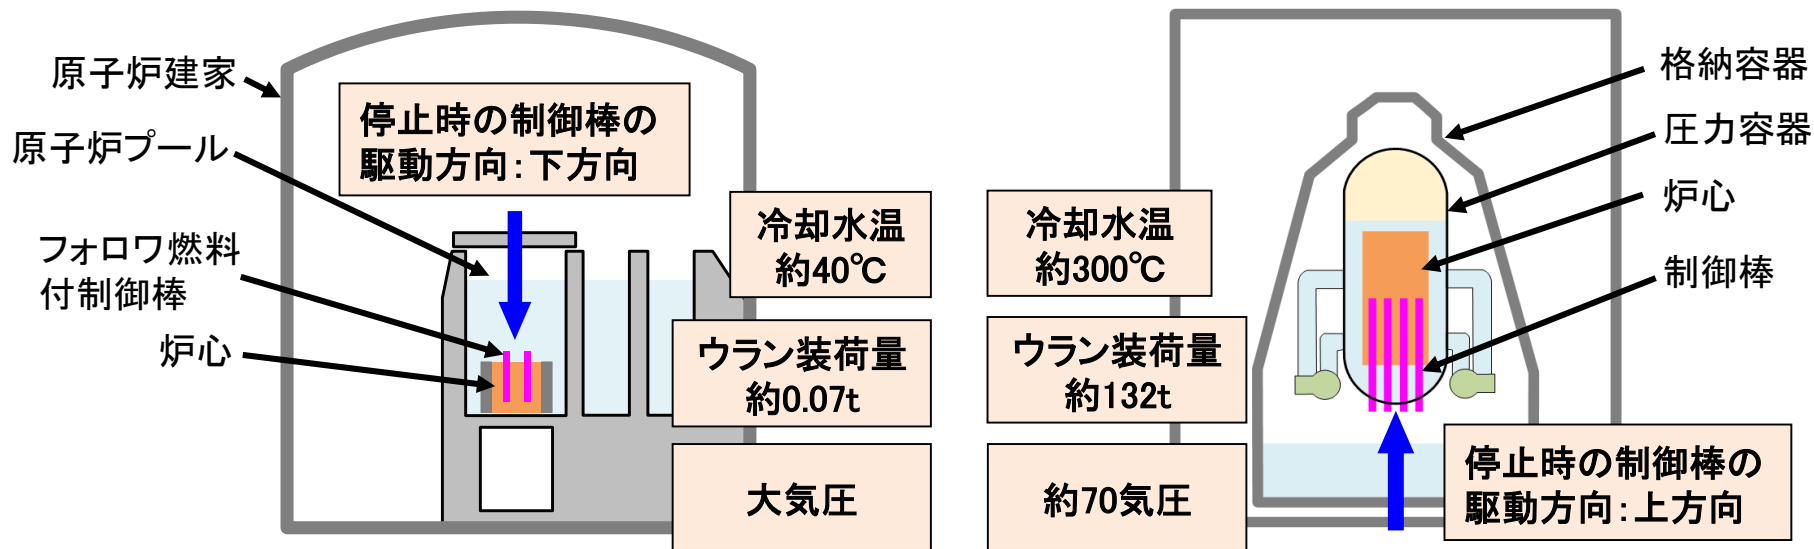 原子炉建家
原子炉プール
フォロワ燃料
付制御棒
炉心
停止時の制御棒の
駆動方向：下方向
冷却水温
約40℃
ウラン装荷量
約0.07t
大気圧
冷却水温
約300℃
ウラン装荷量
約132t
約70気圧
格納容器
圧力容器
炉心
制御棒
停止時の制御棒の
駆動方向：上方向